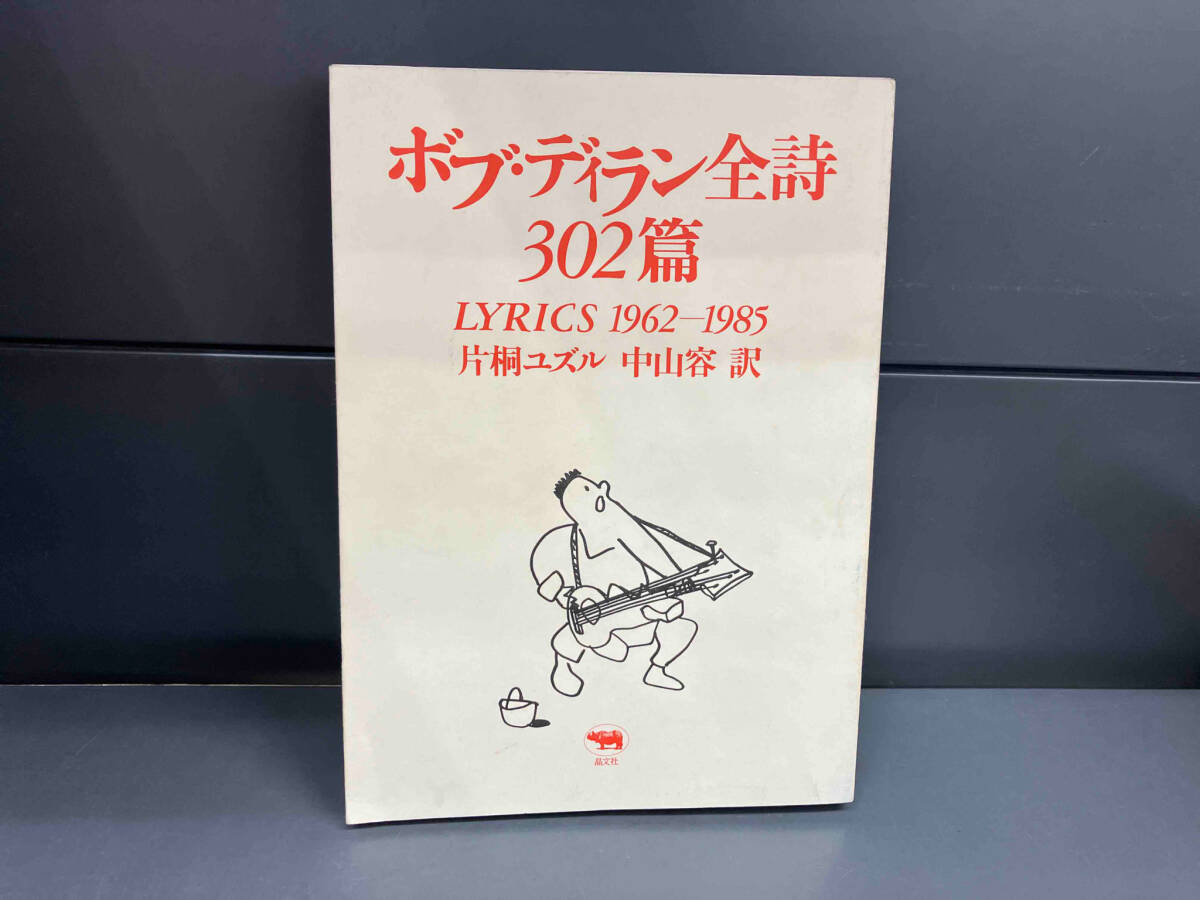 ボブ・ディラン全詩
302篇
LYRICS 1962–1985
片桐ユズル 中山容 訳
晶文社